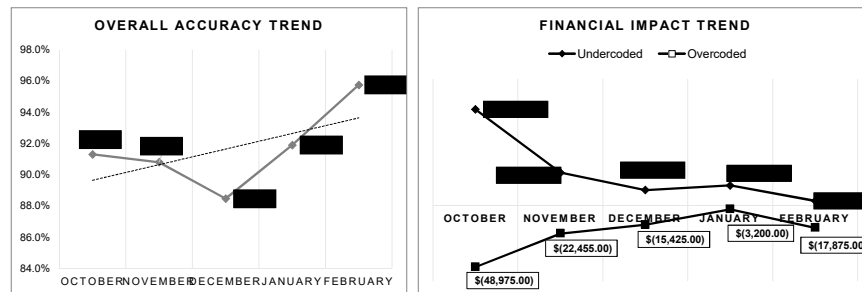 OVERALL ACCURACY TREND
98.0%
96.0%
94.0%
92.0%
90.0%
88.0%
86.0%
84.0%
OCTOBER NOVEMBER DECEMBER JANUARY FEBRUARY
FINANCIAL IMPACT TREND
Undercoded Overcoded
OCTOBER NOVEMBER DECEMBER JANUARY FEBRUARY
$(48,975.00)
$(22,455.00)
$(15,425.00)
$(3,200.00)
$(17,875.00)